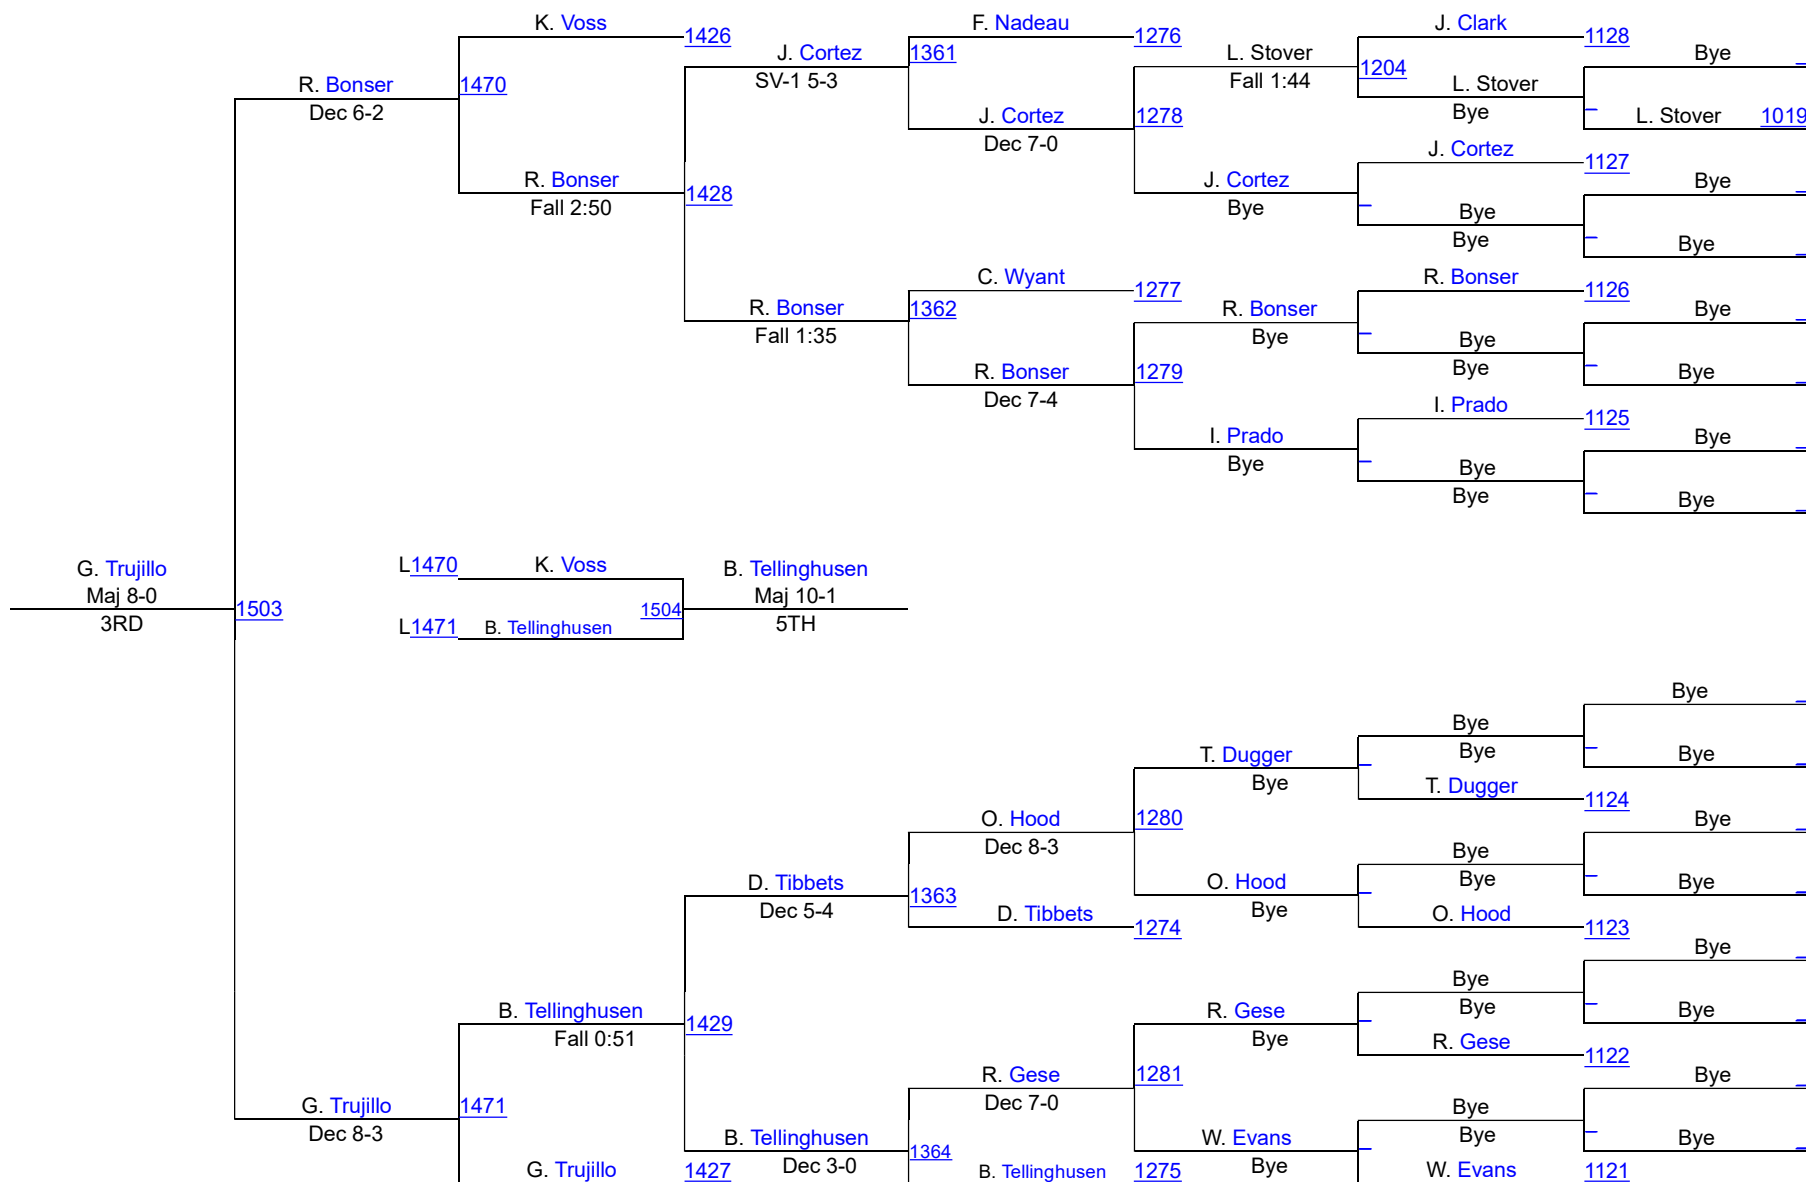 K. Voss
1426
F. Nadeau
1276
J. Clark
1128
J. Cortez
1361
L. Stover
Bye
SV-1 5-3
Fall 1:44
1204
R. Bonser
1470
L. Stover
Dec 6-2
Bye
J. Cortez
1278
L. Stover
1019
Dec 7-0
J. Cortez
1127
R. Bonser
1428
J. Cortez
Bye
Fall 2:50
Bye
Bye
Bye
Bye
C. Wyant
1277
R. Bonser
1126
R. Bonser
1362
R. Bonser
Bye
Fall 1:35
Bye
Bye
R. Bonser
1279
Bye
Bye
Dec 7-4
I. Prado
1125
I. Prado
Bye
Bye
Bye
Bye
Bye
G. Trujillo
L1470
K. Voss
B. Tellinghusen
Maj 8-0
1503
1504
Maj 10-1
3RD
L1471
B. Tellinghusen
5TH
Bye
Bye
T. Dugger
Bye
Bye
Bye
T. Dugger
1124
O. Hood
1280
Bye
Dec 8-3
Bye
D. Tibbets
1363
O. Hood
Bye
Bye
Dec 5-4
Bye
D. Tibbets
1274
O. Hood
1123
Bye
Bye
B. Tellinghusen
1429
R. Gese
Bye
Bye
Fall 0:51
Bye
R. Gese
1122
R. Gese
1281
Bye
Dec 7-0
G. Trujillo
1471
Bye
Dec 8-3
B. Tellinghusen
1364
W. Evans
Bye
Bye
Dec 3-0
Bye
G. Trujillo
1427
B. Tellinghusen
1275
W. Evans
1121